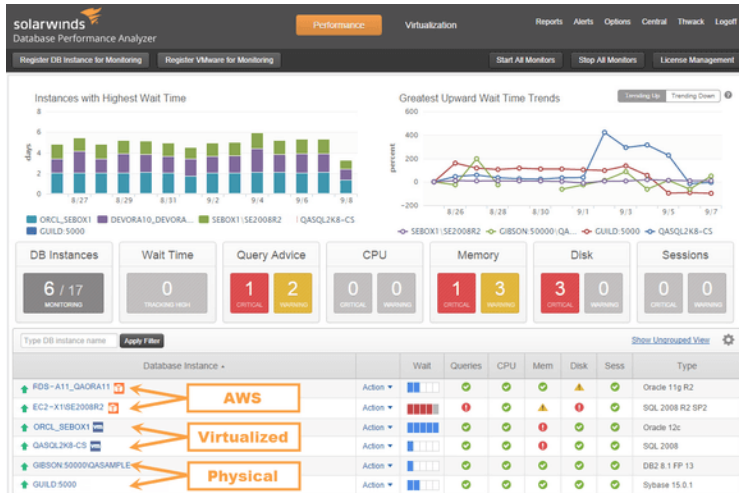 solarwinds
Database Performance Analyzer
Performance
Virtualization
Reports Alerts Options Central Thwack Logoff
Register DB Instance for Monitoring
Register VMware for Monitoring
Start All Monitors
Stop All Monitors
License Management
Instances with Highest Wait Time
days
8
6
4
2
0
8/27 8/29 8/31 9/2 9/4 9/6 9/8
ORCL_SEBOX1 DEVORA10_DEVORA... SEBOX1\SE2008R2 QASQL2K8-CS
GUILD:5000
Greatest Upward Wait Time Trends
Trending Up Trending Down
percent
600
400
200
0
-200
8/26 8/28 8/30 9/1 9/3 9/5 9/7
SEBOX1\SE2008R2 GIBSON:50000\QA... GUILD:5000 QASQL2K8-CS
DB Instances
6 / 17
MONITORING
Wait Time
0
TRACKING HIGH
Query Advice
1 2
CRITICAL WARNING
CPU
0 0
CRITICAL WARNING
Memory
1 3
CRITICAL WARNING
Disk
3 0
CRITICAL WARNING
Sessions
0 0
CRITICAL WARNING
Type DB instance name
Apply Filter
Show Ungrouped View
Database Instance Wait Queries CPU Mem Disk Sess Type
RDS-A11_QAORA11 Action Oracle 11g R2
AWS
EC2-X1\SE2008R2 Action SQL 2008 R2 SP2
ORCL_SEBOX1 vm Action Oracle 12c
Virtualized
QASQL2K8-CS vm Action SQL 2008
GIBSON:50000\QASAMPLE Action DB2 8.1 FP 13
Physical
GUILD:5000 Action Sybase 15.0.1